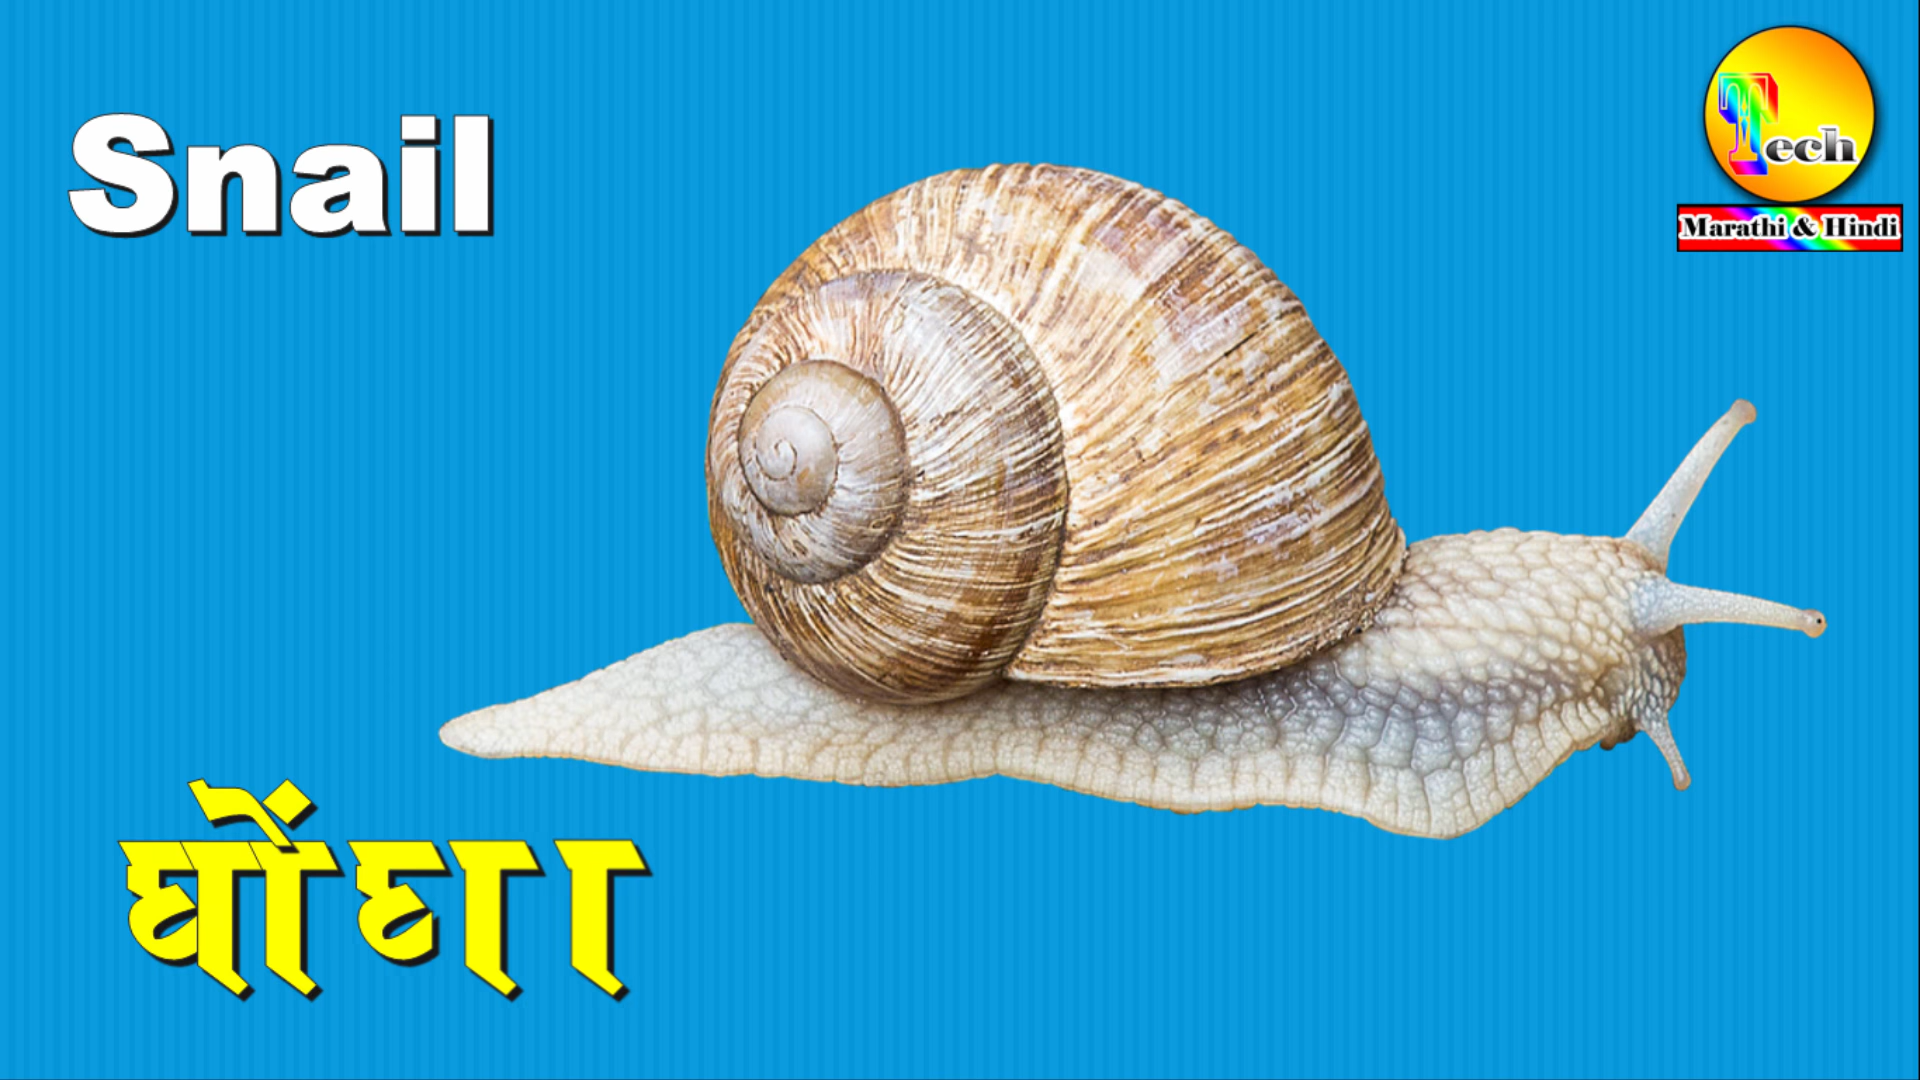 Snail
Tech
Marathi & Hindi
घोंघा